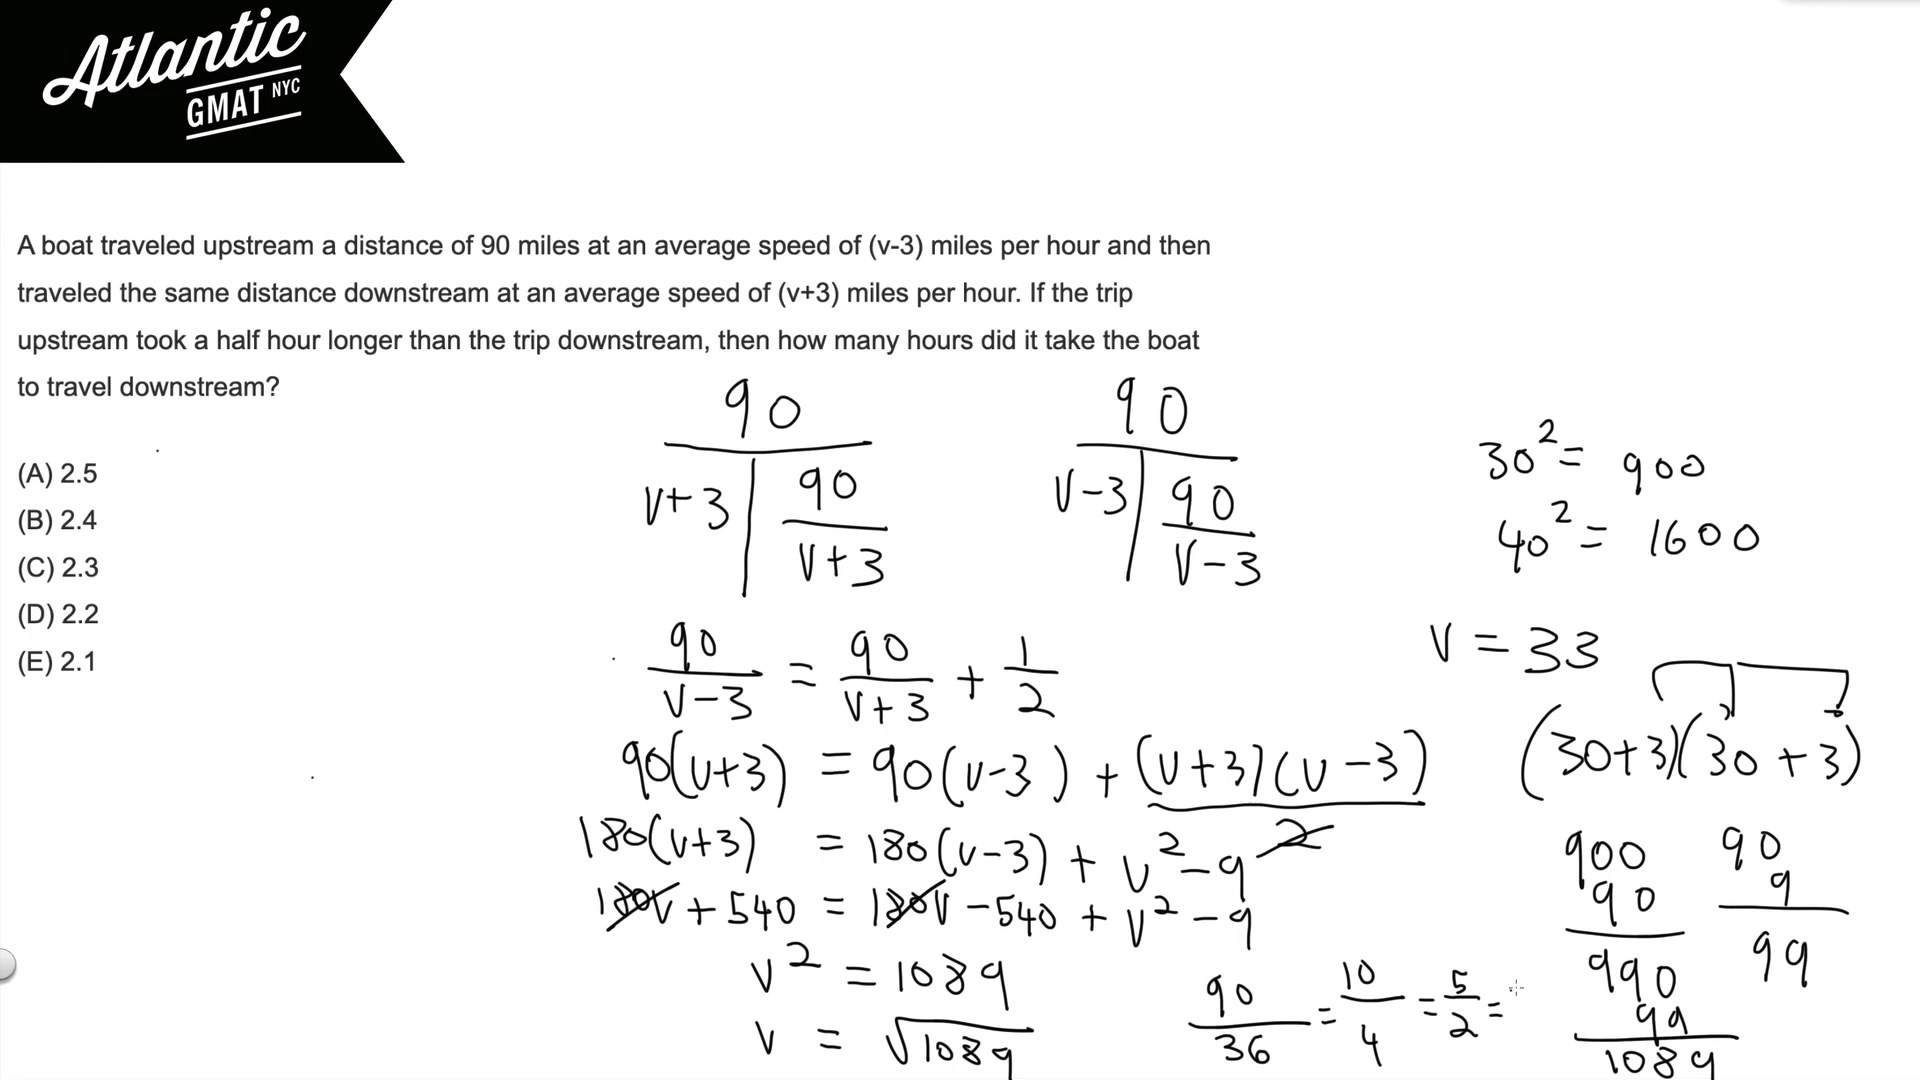 Atlantic
GMAT NYC
A boat traveled upstream a distance of 90 miles at an average speed of (v-3) miles per hour and then
traveled the same distance downstream at an average speed of (v+3) miles per hour. If the trip
upstream took a half hour longer than the trip downstream, then how many hours did it take the boat
to travel downstream?
(A) 2.5
(B) 2.4
(C) 2.3
(D) 2.2
(E) 2.1
90
v+3
90
v+3
90
v-3
90
v-3
90/v-3 = 90/v+3 + 1/2
90(v+3) = 90(v-3) + (v+3)(v-3)
2
180(v+3) = 180(v-3) + v²-9
180v + 540 = 180v - 540 + v² - 9
v² = 1089
v = √1089
90/36 = 10/4 = 5/2 =
30² = 900
40² = 1600
v = 33
(30+3)(30+3)
900
90
990
99
1089
90
9
99